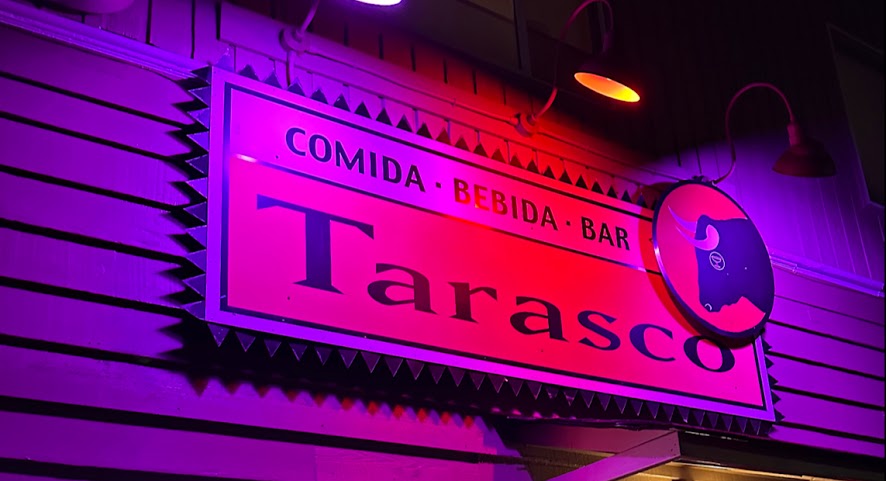 COMIDA · BEBIDA · BAR
Tarasco